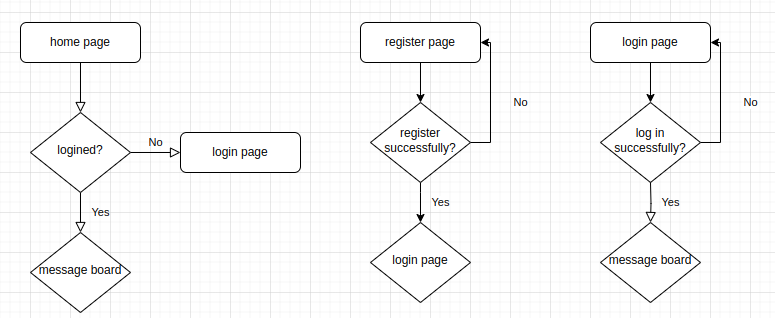 home page
logined?
No
login page
Yes
message board
register page
No
register
successfully?
Yes
login page
login page
No
log in
successfully?
Yes
message board